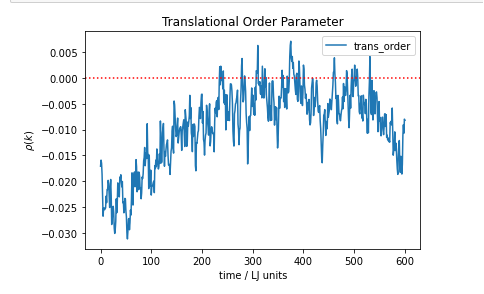 Translational Order Parameter
trans_order
0.005
0.000
−0.005
−0.010
−0.015
−0.020
−0.025
−0.030
ρ(k)
0 100 200 300 400 500 600
time / LJ units